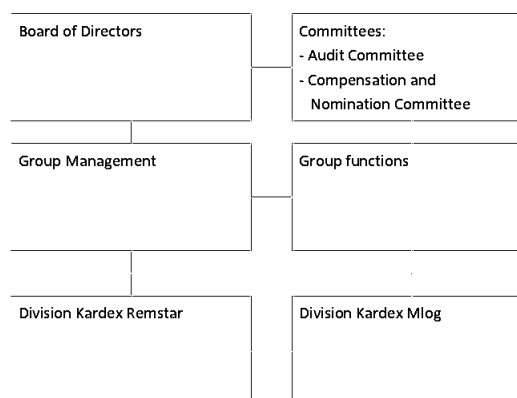 Board of Directors
Committees:
- Audit Committee
- Compensation and
Nomination Committee
Group Management
Group functions
Division Kardex Remstar
Division Kardex Mlog